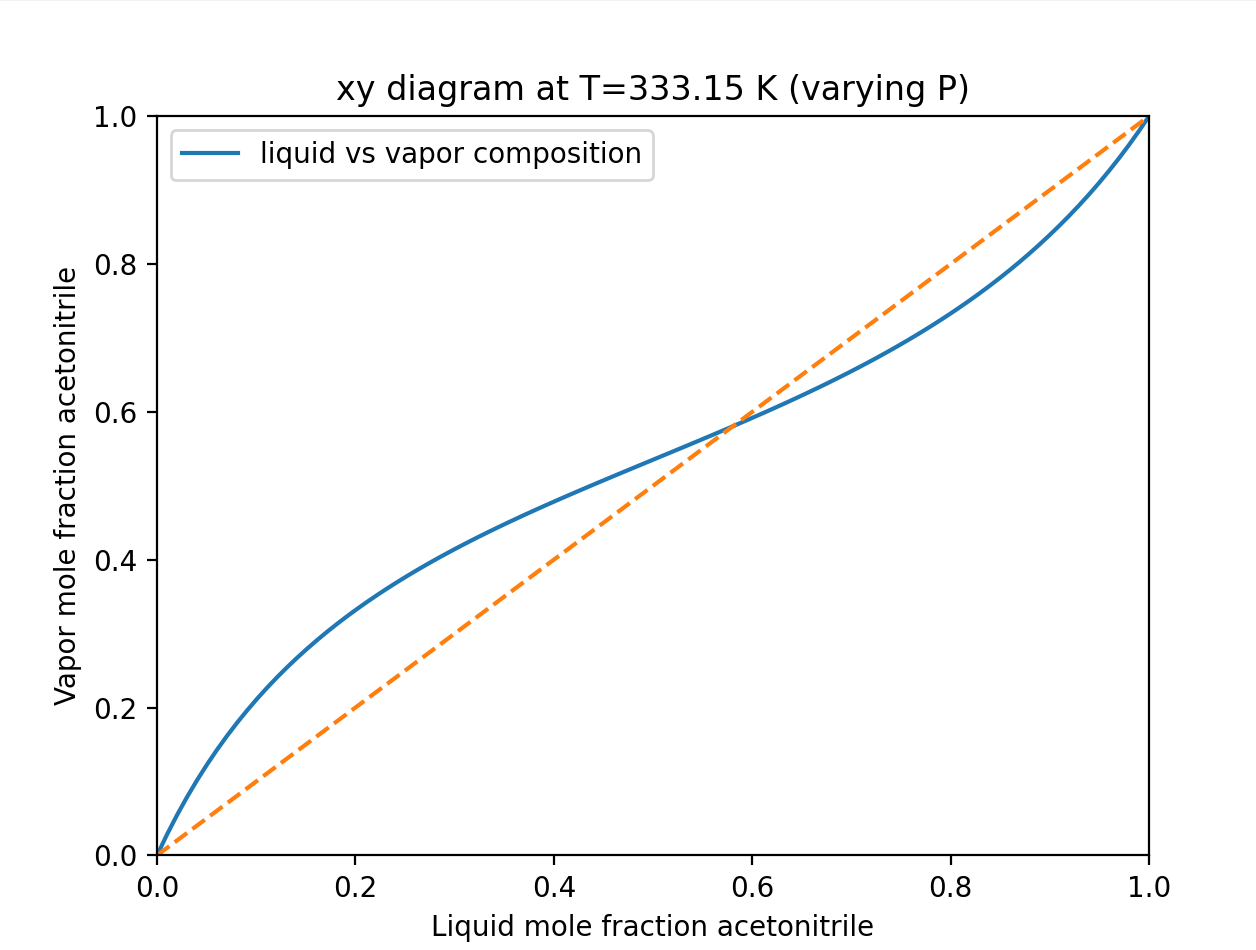 xy diagram at T=333.15 K (varying P)
liquid vs vapor composition
Vapor mole fraction acetonitrile
1.0
0.8
0.6
0.4
0.2
0.0
0.0 0.2 0.4 0.6 0.8 1.0
Liquid mole fraction acetonitrile